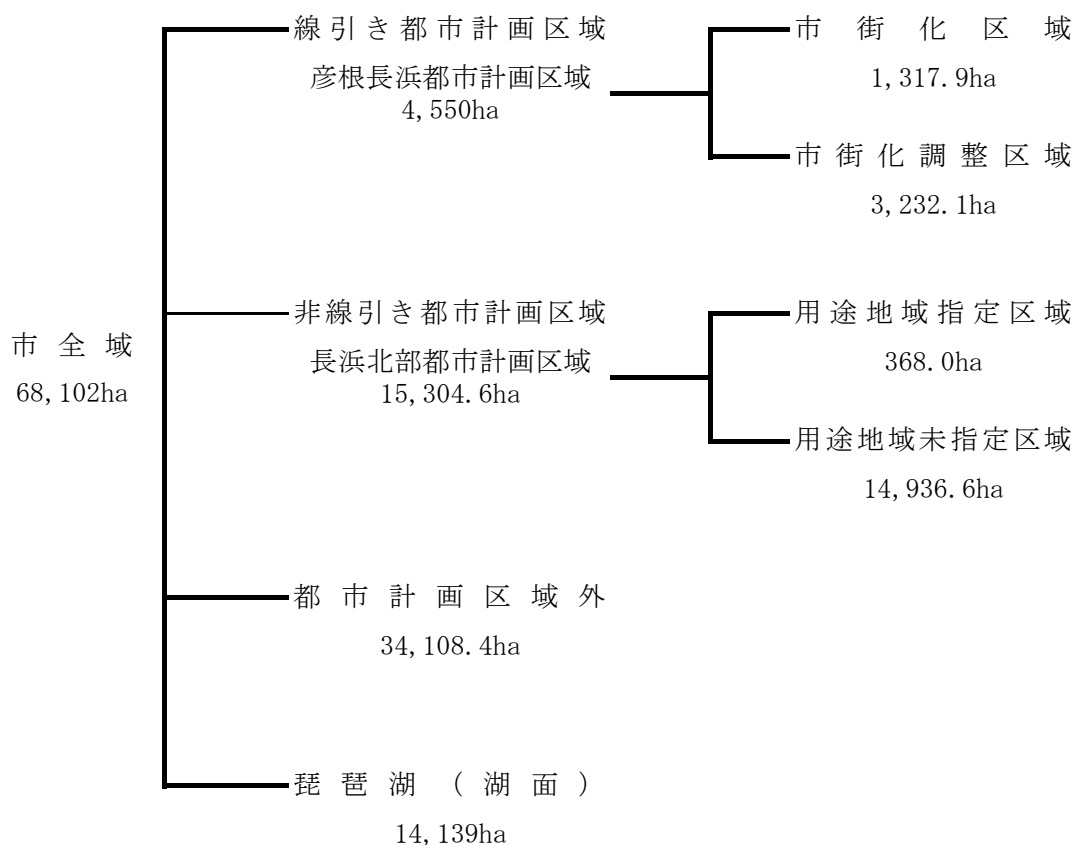 市全域
68,102ha
線引き都市計画区域
彦根長浜都市計画区域
4,550ha
市街化区域
1,317.9ha
市街化調整区域
3,232.1ha
非線引き都市計画区域
長浜北部都市計画区域
15,304.6ha
用途地域指定区域
368.0ha
用途地域未指定区域
14,936.6ha
都市計画区域外
34,108.4ha
琵琶湖（湖面）
14,139ha